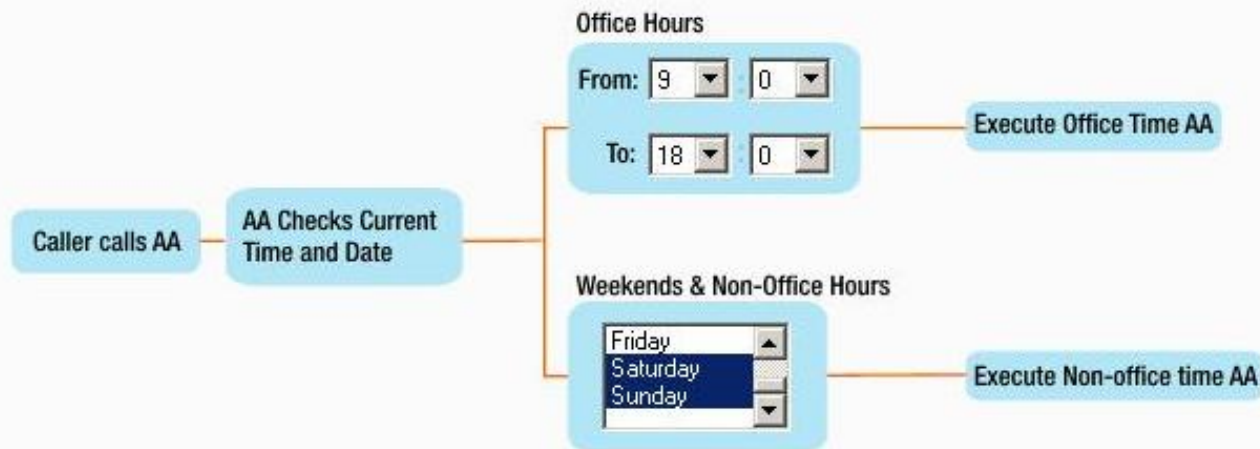 Office Hours
From: 9 : 0
To: 18 : 0
Execute Office Time AA
Caller calls AA
AA Checks Current
Time and Date
Weekends & Non-Office Hours
Friday
Saturday
Sunday
Execute Non-office time AA